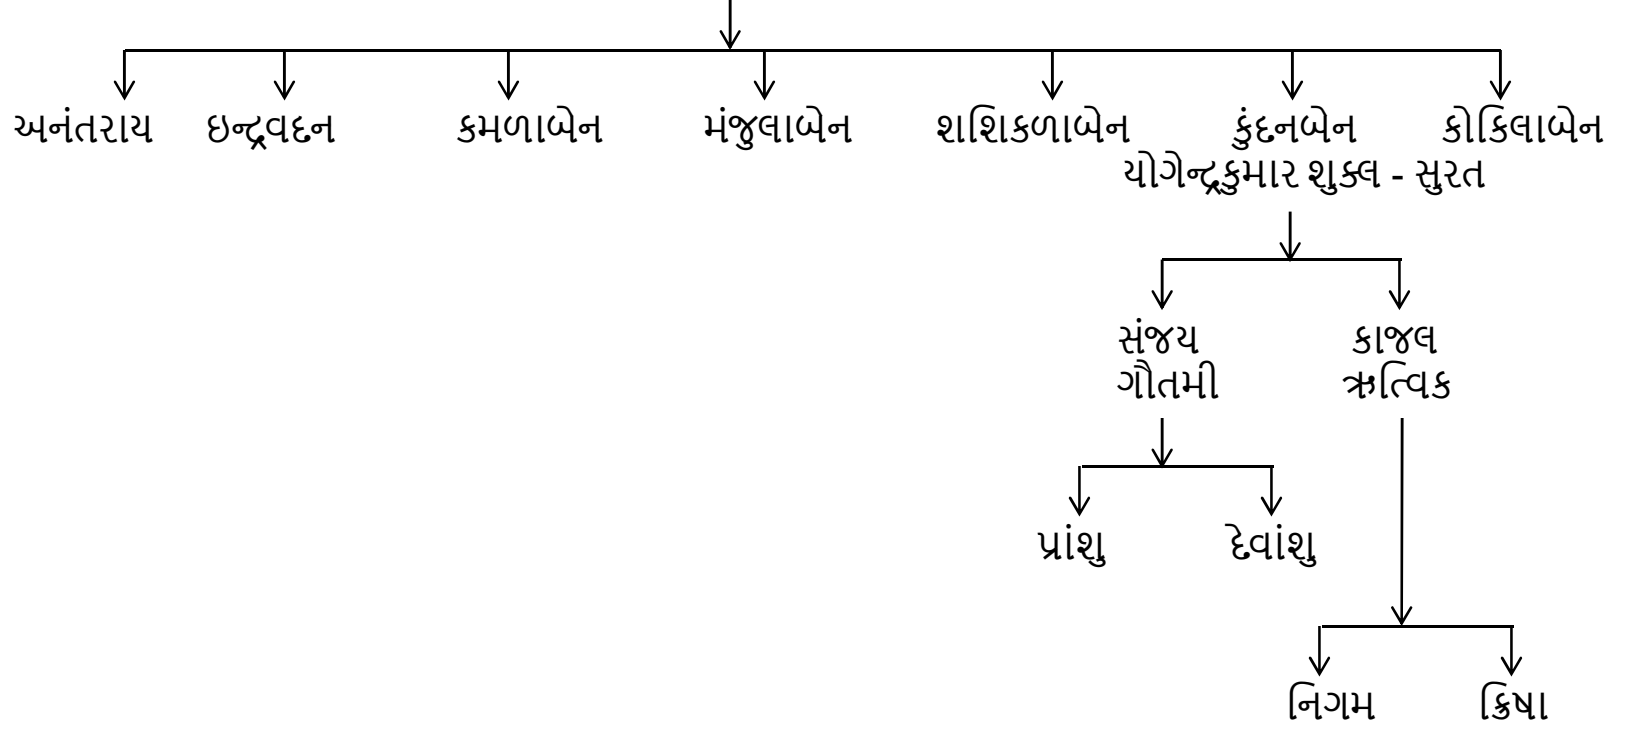 અનંતરાય ઇન્દ્રવદન કમળાબેન મંજુલાબેન શશિકળાબેન કુંદનબેન કોકિલાબેન
યોગેન્દ્રકુમાર શુક્લ - સુરત
સંજય કાજલ
ગૌતમી ઋત્વિક
પ્રાંશુ દેવાંશુ
નિગમ ક્રિષા